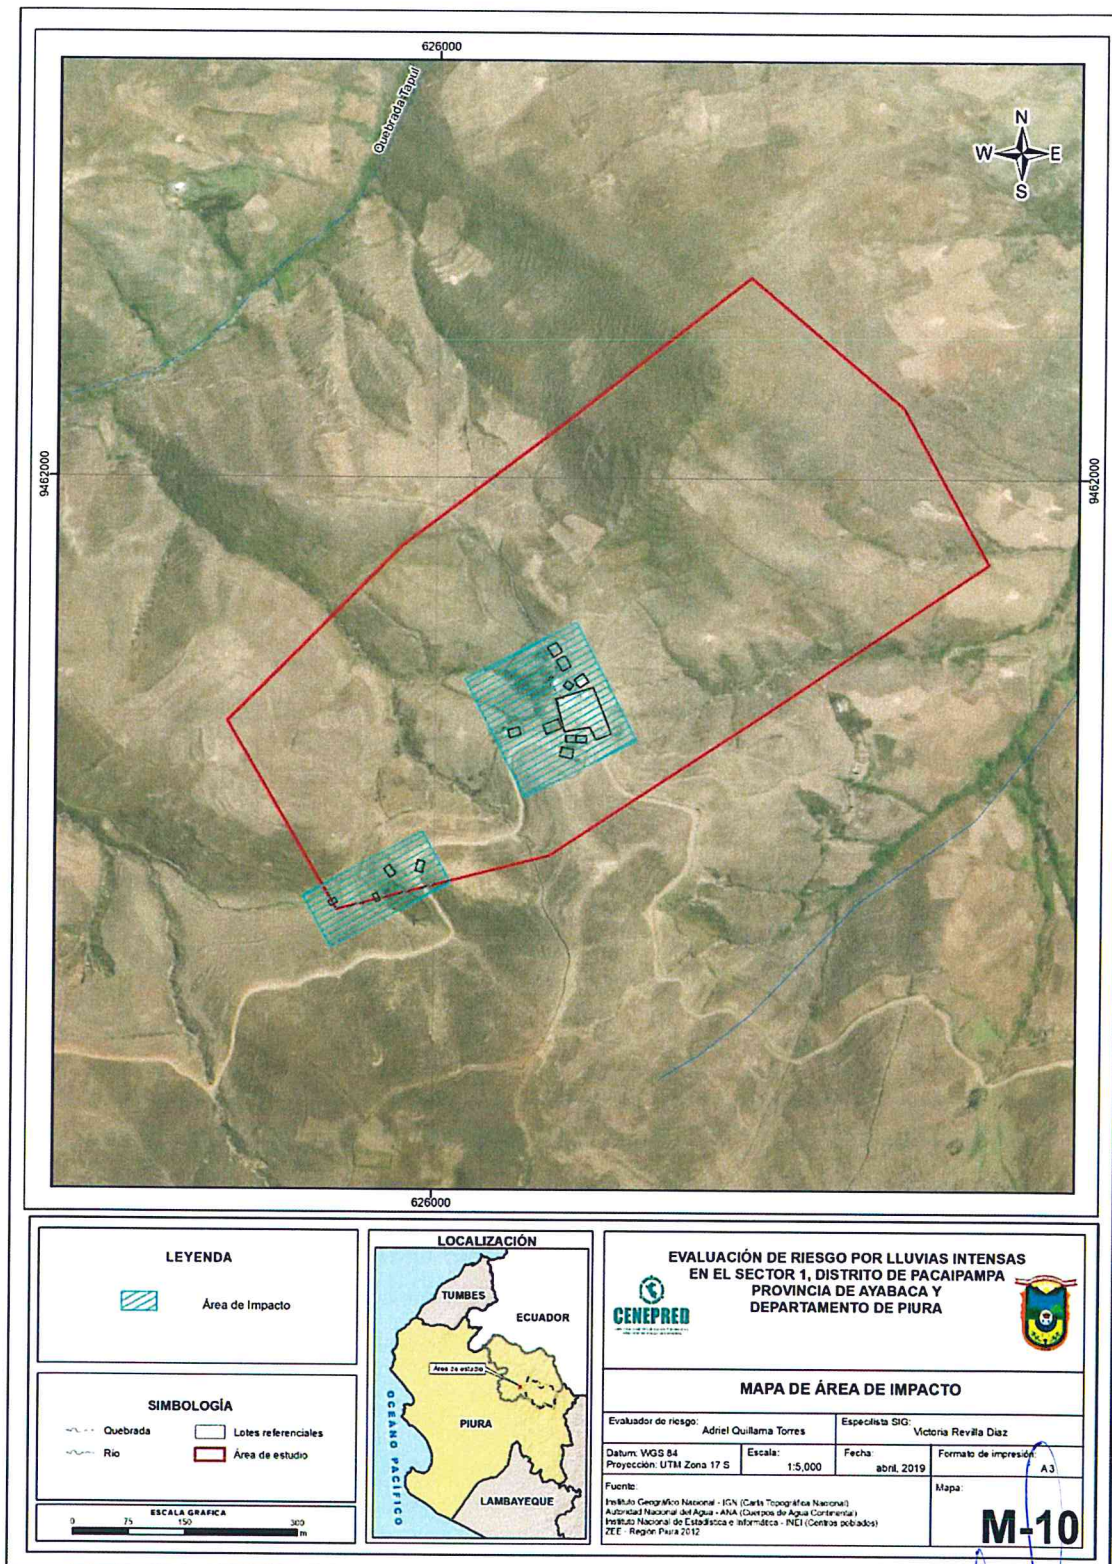 626000
Quebrada Tapul
N
W E
S
9462000
9462000
626000
LEYENDA
Área de Impacto
SIMBOLOGÍA
Quebrada
Lotes referenciales
Rio
Área de estudio
ESCALA GRAFICA
0 75 150 300
m
LOCALIZACIÓN
TUMBES
ECUADOR
Área de estudio
PIURA
OCEANO PACIFICO
LAMBAYEQUE
EVALUACIÓN DE RIESGO POR LLUVIAS INTENSAS
EN EL SECTOR 1, DISTRITO DE PACAIPAMPA
PROVINCIA DE AYABACA Y
DEPARTAMENTO DE PIURA
CENEPRED
MAPA DE ÁREA DE IMPACTO
Evaluador de riesgo:
Adriel Quillama Torres
Especilista SIG:
Victoria Revilla Diaz
Datum: WGS 84
Proyección: UTM Zona 17 S
Escala:
1:5,000
Fecha:
abril, 2019
Formato de impresión:
A3
Fuente:
Instituto Geográfico Nacional - IGN (Carta Topográfica Nacional)
Autoridad Nacional del Agua - ANA (Cuerpos de Agua Continental)
Instituto Nacional de Estadística e Informática - INEI (Centros poblados)
ZEE - Región Piura 2012
Mapa:
M-10